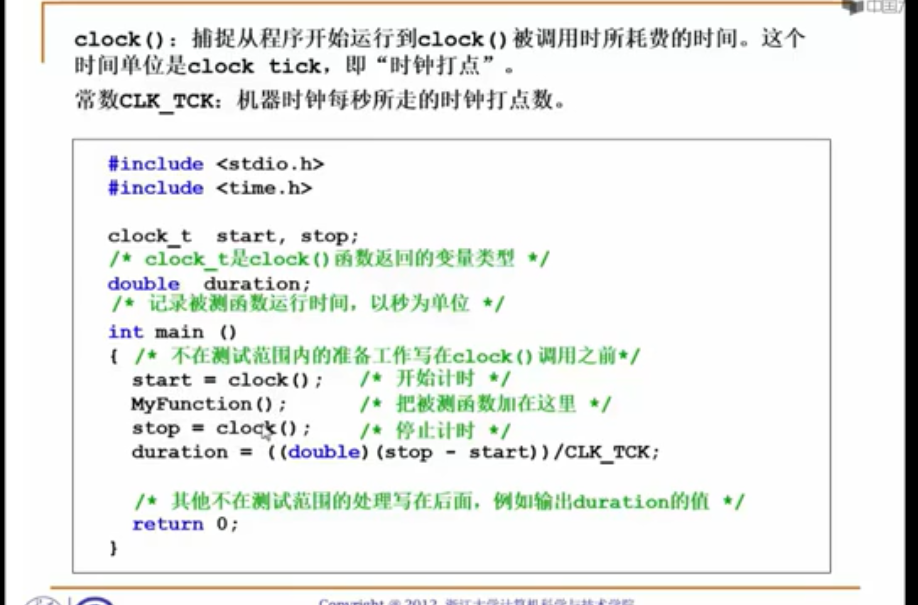 clock(): 捕捉从程序开始运行到clock()被调用时所耗费的时间。这个
时间单位是clock tick,即“时钟打点”。
常数CLK_TCK: 机器时钟每秒所走的时钟打点数。
#include <stdio.h>
#include <time.h>
clock_t start, stop;
/* clock_t是clock()函数返回的变量类型 */
double duration;
/* 记录被测函数运行时间,以秒为单位 */
int main ()
{ /* 不在测试范围内的准备工作写在clock()调用之前*/
start = clock(); /* 开始计时 */
MyFunction(); /* 把被测函数加在这里 */
stop = clock(); /* 停止计时 */
duration = ((double)(stop - start))/CLK_TCK;
/* 其他不在测试范围的处理写在后面,例如输出duration的值 */
return 0;
}
Copyright © 2012, 浙江大学计算机科学与技术学院